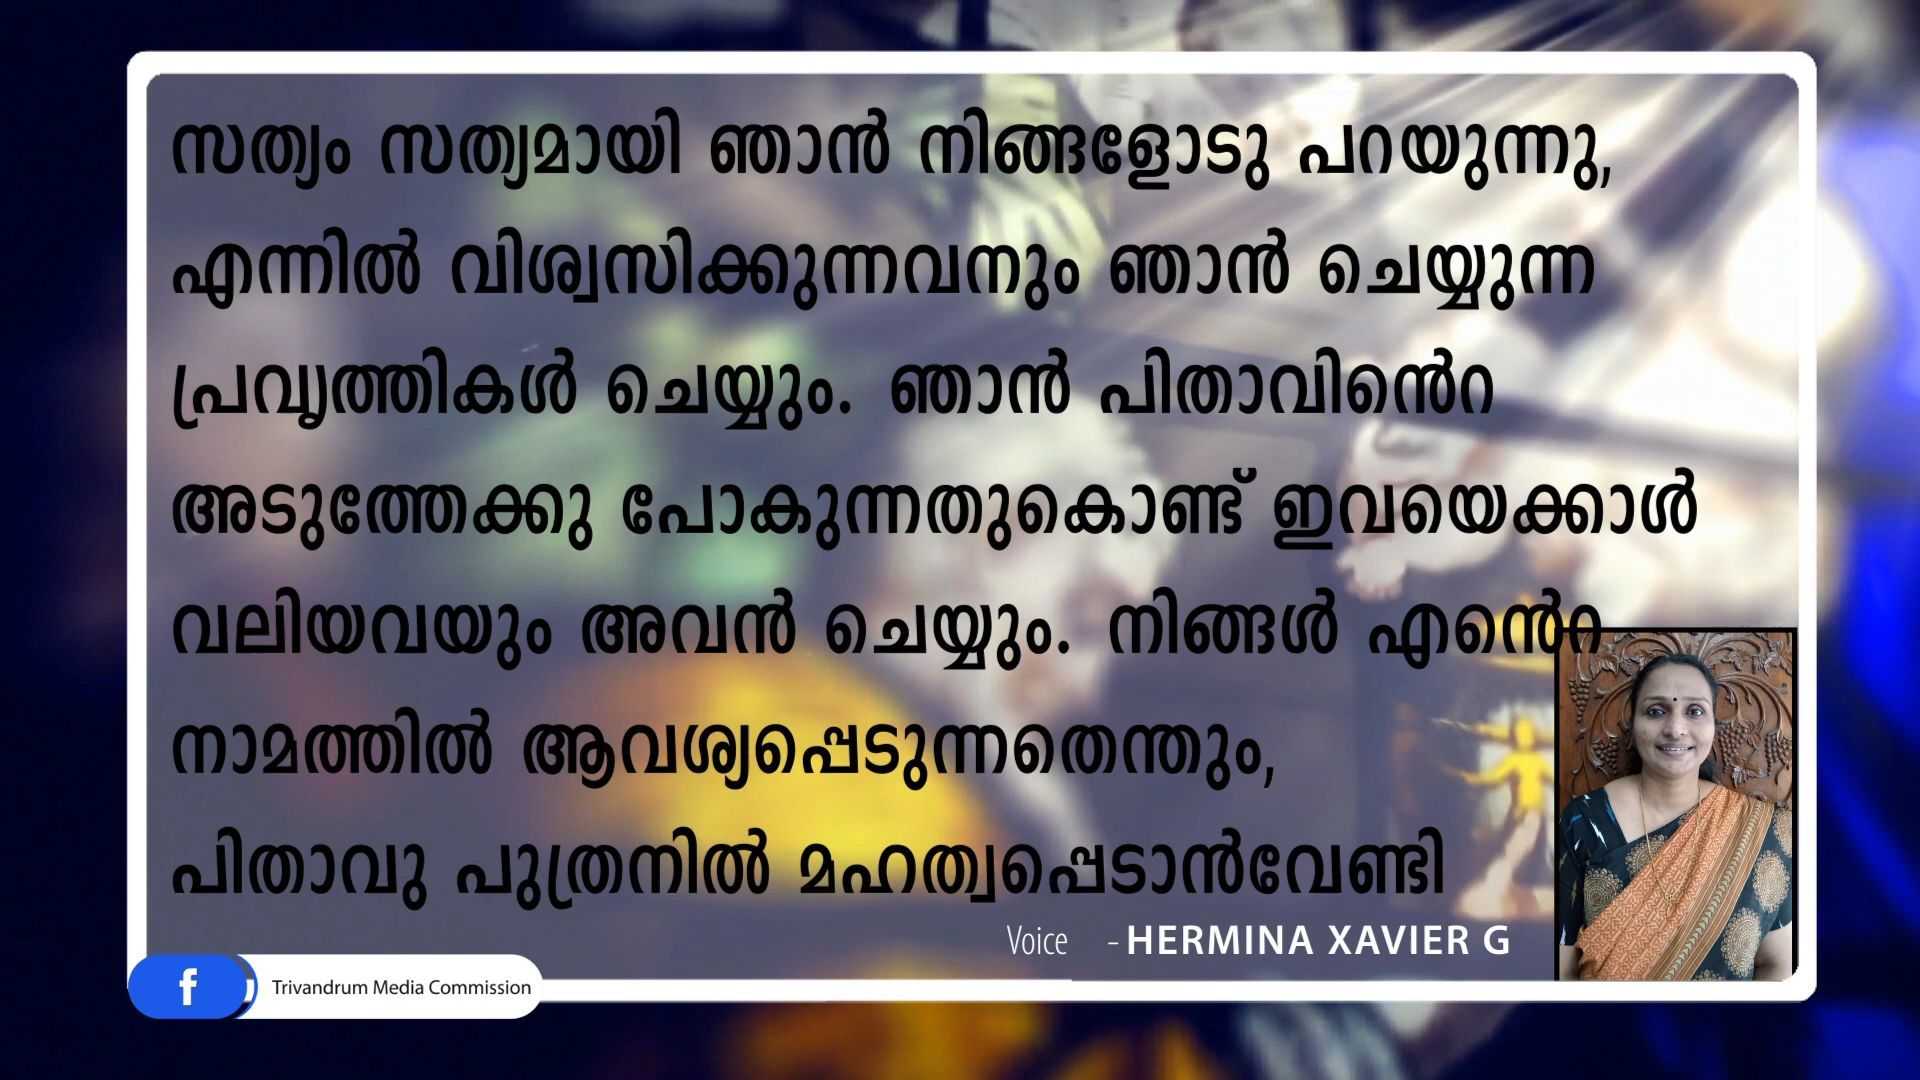 സത്യം സത്യമായി ഞാൻ നിങ്ങളോടു പറയുന്നു,
എന്നിൽ വിശ്വസിക്കുന്നവനും ഞാൻ ചെയ്യുന്ന
പ്രവൃത്തികൾ ചെയ്യും. ഞാൻ പിതാവിൻെറ
അടുത്തേക്കു പോകുന്നതുകൊണ്ട് ഇവയെക്കാൾ
വലിയവയും അവൻ ചെയ്യും. നിങ്ങൾ എൻെറ
നാമത്തിൽ ആവശ്യപ്പെടുന്നതെന്തും,
പിതാവു പുത്രനിൽ മഹത്വപ്പെടാൻവേണ്ടി
Voice - HERMINA XAVIER G
f Trivandrum Media Commission